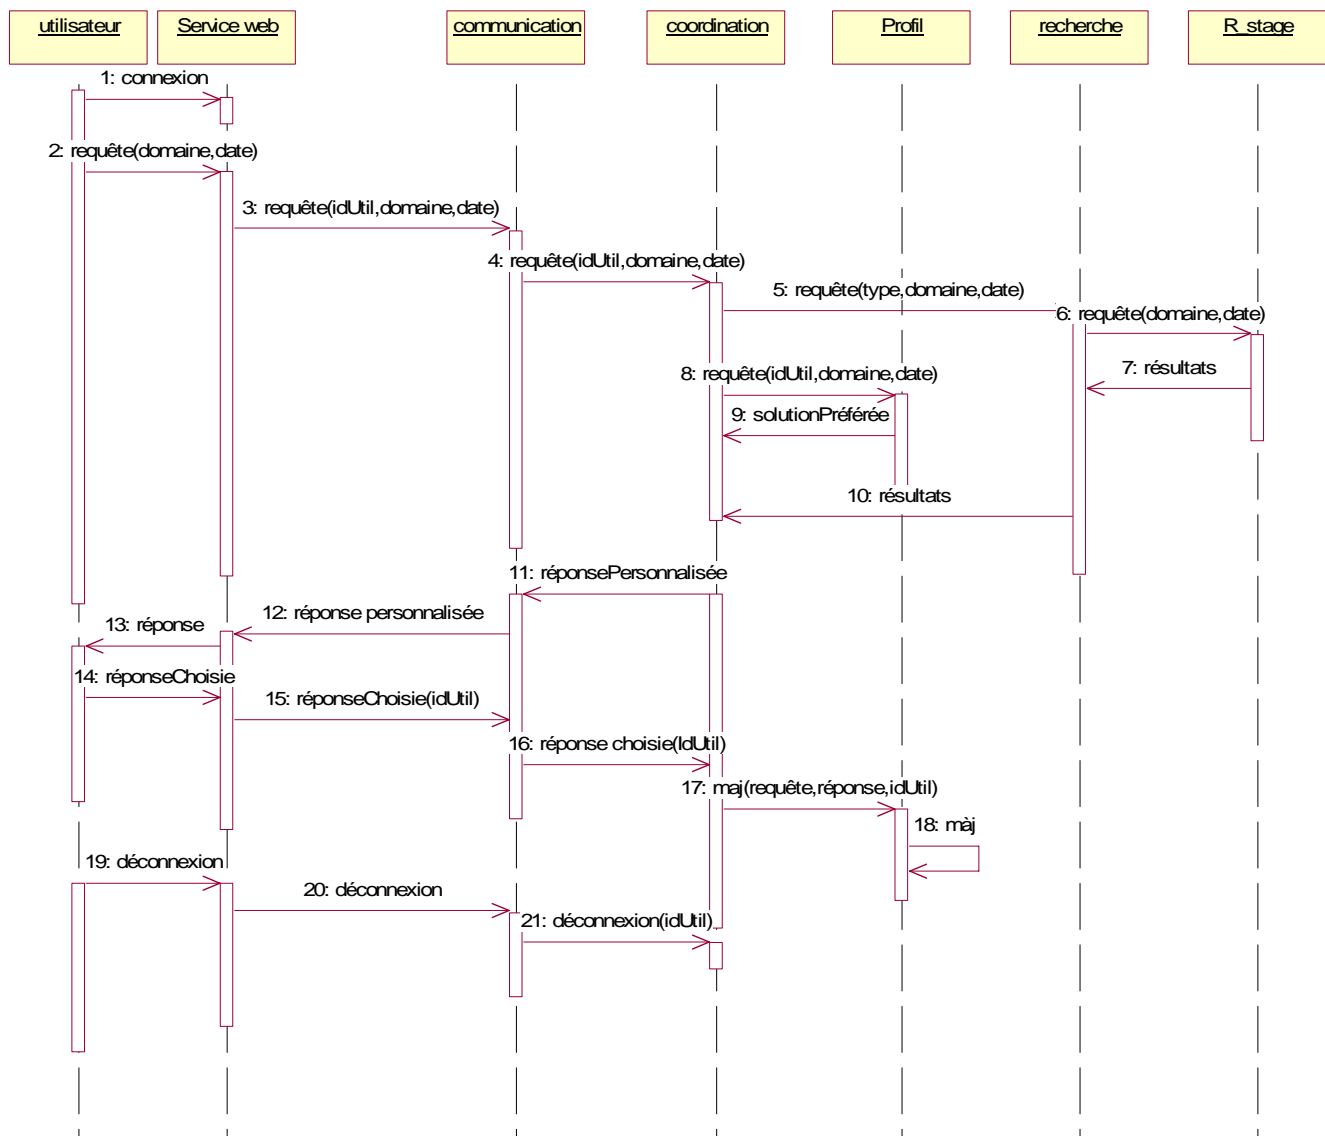 utilisateur
Service web
communication
coordination
Profil
recherche
R_stage
1: connexion
2: requête(domaine,date)
3: requête(idUtil,domaine,date)
4: requête(idUtil,domaine,date)
5: requête(type,domaine,date)
6: requête(domaine,date)
7: résultats
8: requête(idUtil,domaine,date)
9: solutionPréférée
10: résultats
11: réponsePersonnalisée
12: réponse personnalisée
13: réponse
14: réponseChoisie
15: réponseChoisie(idUtil)
16: réponse choisie(IdUtil)
17: maj(requête,réponse,idUtil)
18: màj
19: déconnexion
20: déconnexion
21: déconnexion(idUtil)